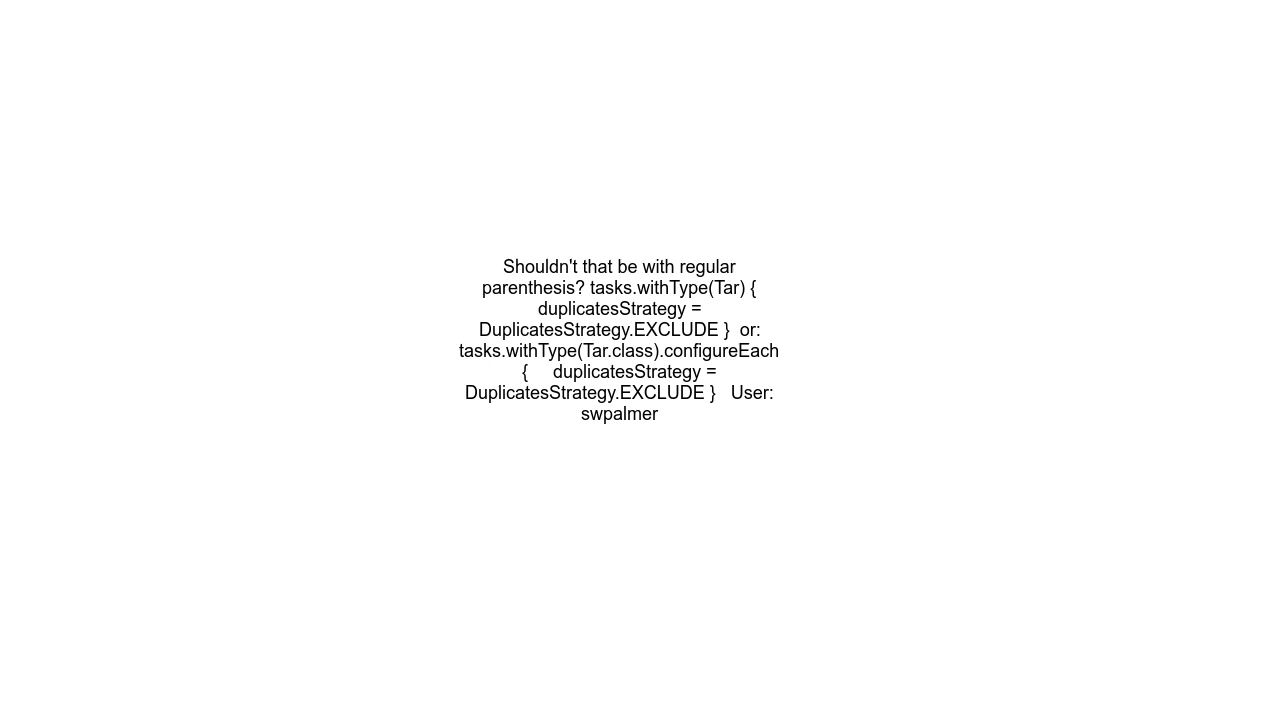 Shouldn't that be with regular
parenthesis? tasks.withType(Tar) {
duplicatesStrategy =
DuplicatesStrategy.EXCLUDE }  or:
tasks.withType(Tar.class).configureEach
{     duplicatesStrategy =
DuplicatesStrategy.EXCLUDE }   User:
swpalmer